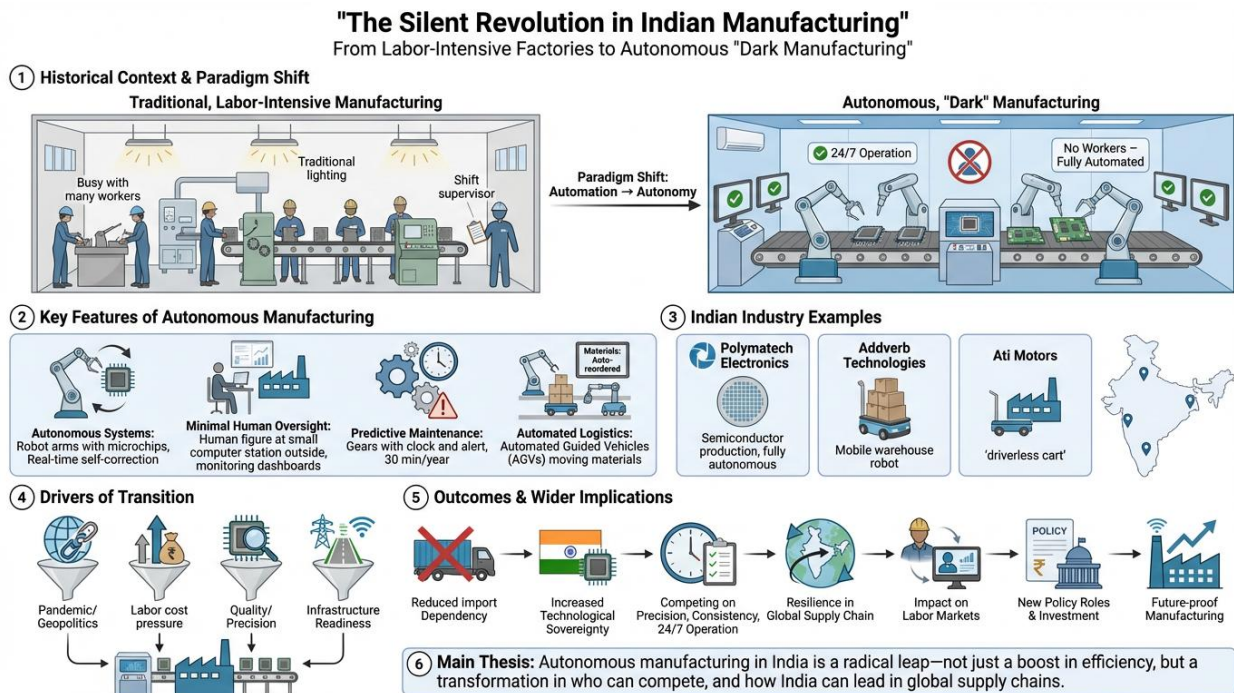 "The Silent Revolution in Indian Manufacturing"
From Labor-Intensive Factories to Autonomous "Dark Manufacturing"
1 Historical Context & Paradigm Shift
Traditional, Labor-Intensive Manufacturing
Busy with
many workers
Traditional
lighting
Shift
supervisor
Paradigm Shift:
Automation → Autonomy
Autonomous, "Dark" Manufacturing
24/7 Operation
No Workers –
Fully Automated
2 Key Features of Autonomous Manufacturing
Autonomous Systems:
Robot arms with microchips,
Real-time self-correction
Minimal Human Oversight:
Human figure at small
computer station outside,
monitoring dashboards
Predictive Maintenance:
Gears with clock and alert,
30 min/year
Materials:
Auto-
reordered
Automated Logistics:
Automated Guided Vehicles
(AGVs) moving materials
3 Indian Industry Examples
Polymatech
Electronics
Semiconductor
production, fully
autonomous
Addverb
Technologies
Mobile warehouse
robot
Ati Motors
'driverless cart'
4 Drivers of Transition
Pandemic/
Geopolitics
₹
Labor cost
pressure
Quality/
Precision
Infrastructure
Readiness
5 Outcomes & Wider Implications
Reduced import
Dependency
Increased
Technological
Sovereignty
Competing on
Precision, Consistency,
24/7 Operation
Resilience in
Global Supply Chain
Impact on
Labor Markets
POLICY
₹
New Policy Roles
& Investment
Future-proof
Manufacturing
6 Main Thesis: Autonomous manufacturing in India is a radical leap—not just a boost in efficiency, but a
transformation in who can compete, and how India can lead in global supply chains.